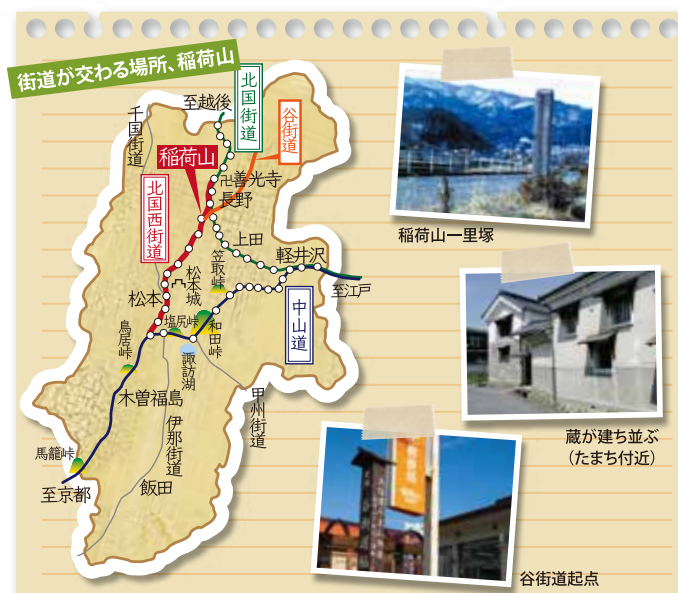 街道が交わる場所、稲荷山
至越後
北国街道
谷街道
千国街道
稲荷山
卍善光寺
長野
北国西街道
上田
軽井沢
笠取峠
至江戸
松本城
松本
中山道
塩尻峠
和田峠
鳥居峠
諏訪湖
木曽福島
甲州街道
伊那街道
馬籠峠
至京都
飯田
稲荷山一里塚
蔵が建ち並ぶ
（たまち付近）
谷街道起点